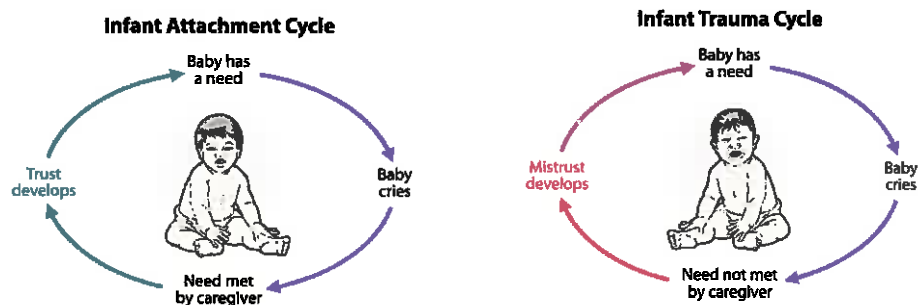 Infant Attachment Cycle
Baby has
a need
Baby
cries
Need met
by caregiver
Trust
develops
Infant Trauma Cycle
Baby has
a need
Baby
cries
Need not met
by caregiver
Mistrust
develops